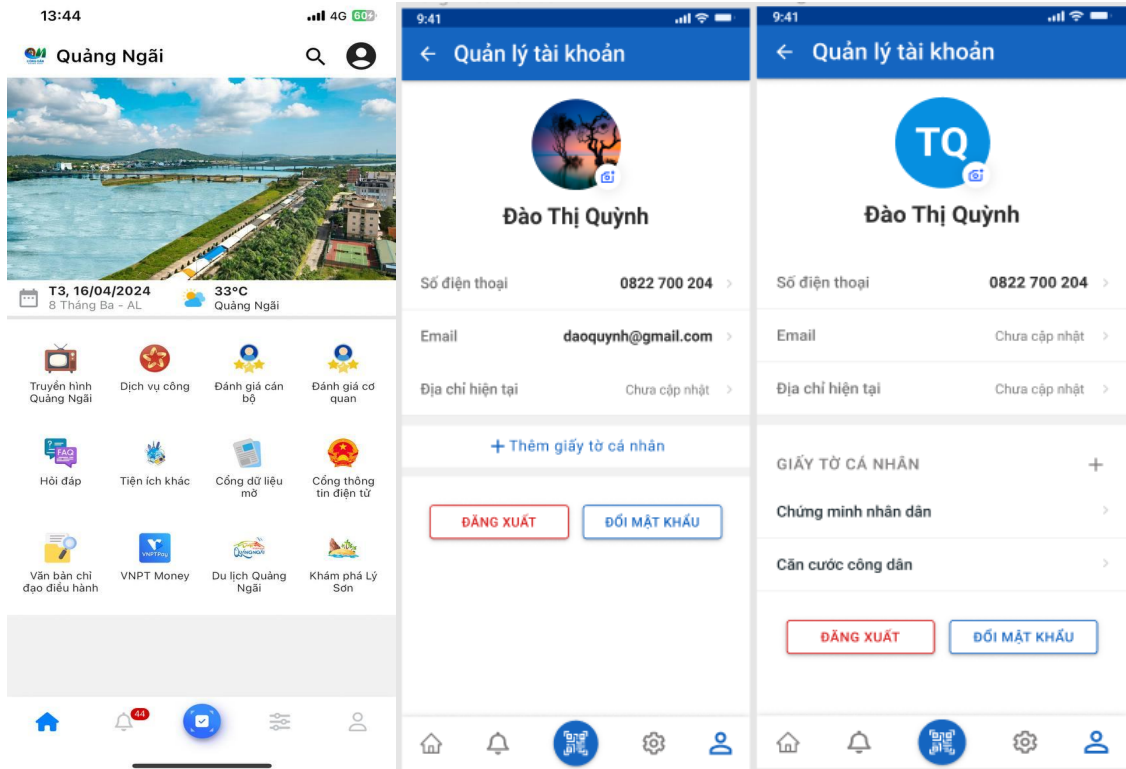 13:44
4G 60
Quảng Ngãi
T3, 16/04/2024
8 Tháng Ba - AL
33°C
Quảng Ngãi
Truyền hình
Quảng Ngãi
Dịch vụ công
Đánh giá cán
bộ
Đánh giá cơ
quan
FAQ
Hỏi đáp
Tiện ích khác
Cổng dữ liệu
mở
Cổng thông
tin điện tử
Văn bản chỉ
đạo điều hành
VNPTPay
VNPT Money
Du lịch Quảng
Ngãi
Khám phá Lý
Sơn
44
9:41
Quản lý tài khoản
Đào Thị Quỳnh
Số điện thoại
0822 700 204
Email
daoquynh@gmail.com
Địa chỉ hiện tại
Chưa cập nhật
+ Thêm giấy tờ cá nhân
ĐĂNG XUẤT
ĐỔI MẬT KHẨU
9:41
Quản lý tài khoản
TQ
Đào Thị Quỳnh
Số điện thoại
0822 700 204
Email
Chưa cập nhật
Địa chỉ hiện tại
Chưa cập nhật
GIẤY TỜ CÁ NHÂN
+
Chứng minh nhân dân
Căn cước công dân
ĐĂNG XUẤT
ĐỔI MẬT KHẨU